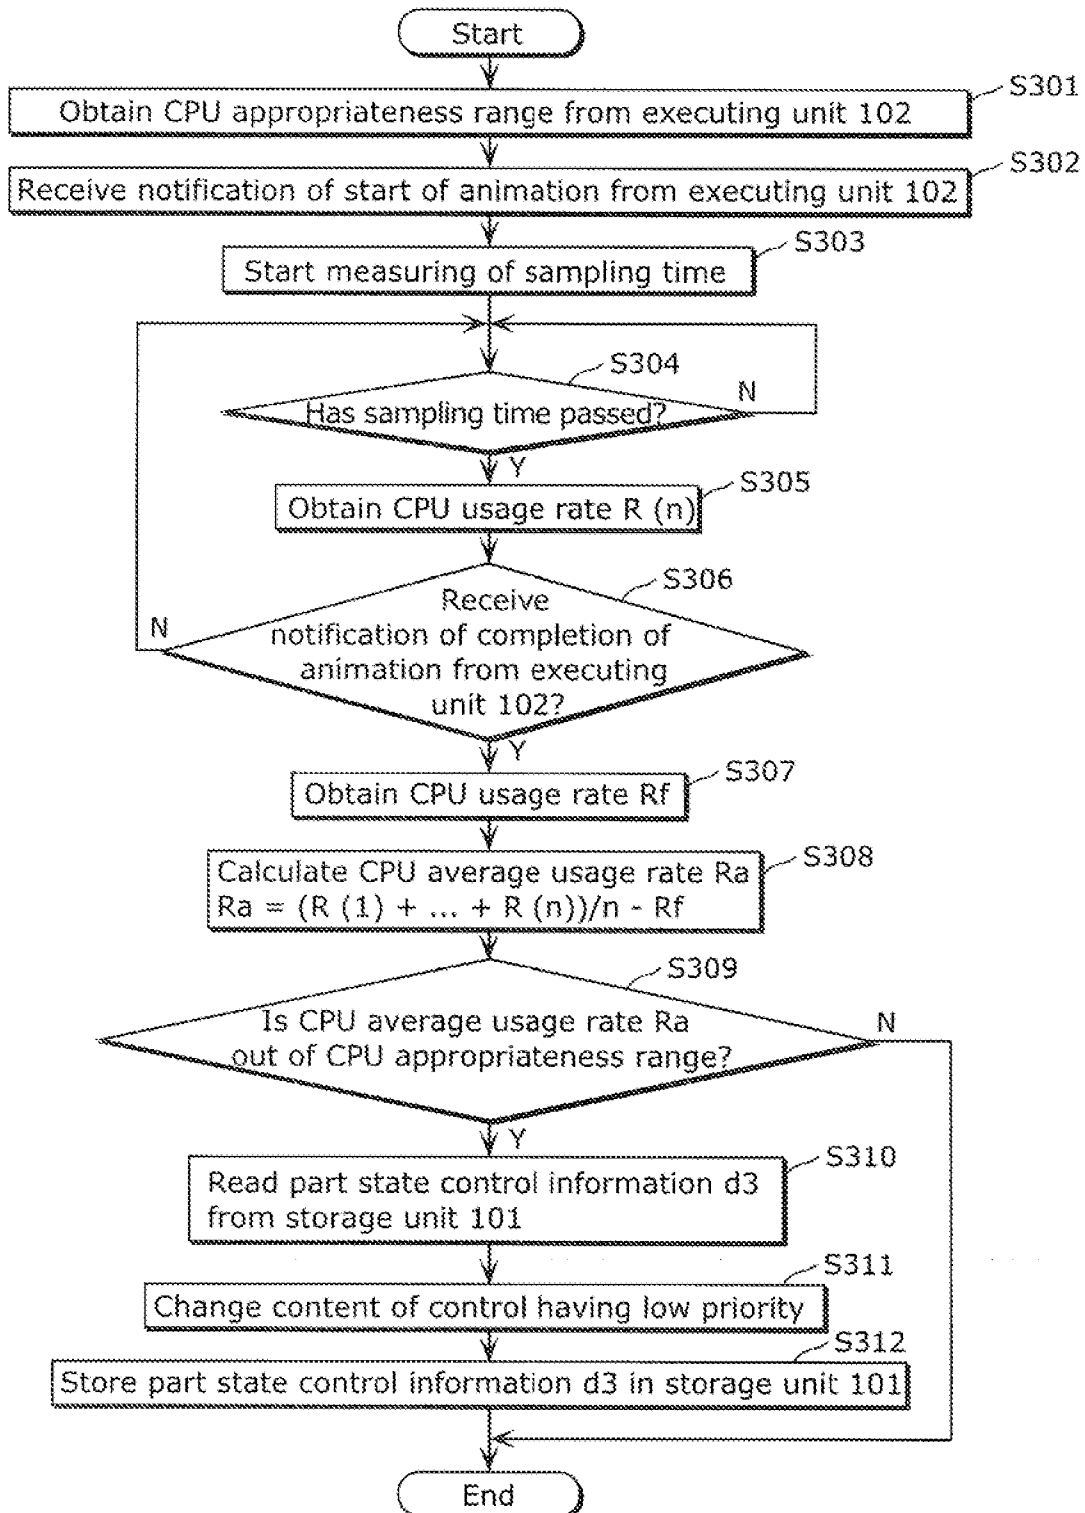 Start
S301
Obtain CPU appropriateness range from executing unit 102
S302
Receive notification of start of animation from executing unit 102
S303
Start measuring of sampling time
S304
N
Has sampling time passed?
Y
S305
Obtain CPU usage rate R (n)
S306
N
Receive
notification of completion of
animation from executing
unit 102?
Y
S307
Obtain CPU usage rate Rf
S308
Calculate CPU average usage rate Ra
Ra = (R (1) + ... + R (n))/n - Rf
S309
N
Is CPU average usage rate Ra
out of CPU appropriateness range?
Y
S310
Read part state control information d3
from storage unit 101
S311
Change content of control having low priority
S312
Store part state control information d3 in storage unit 101
End